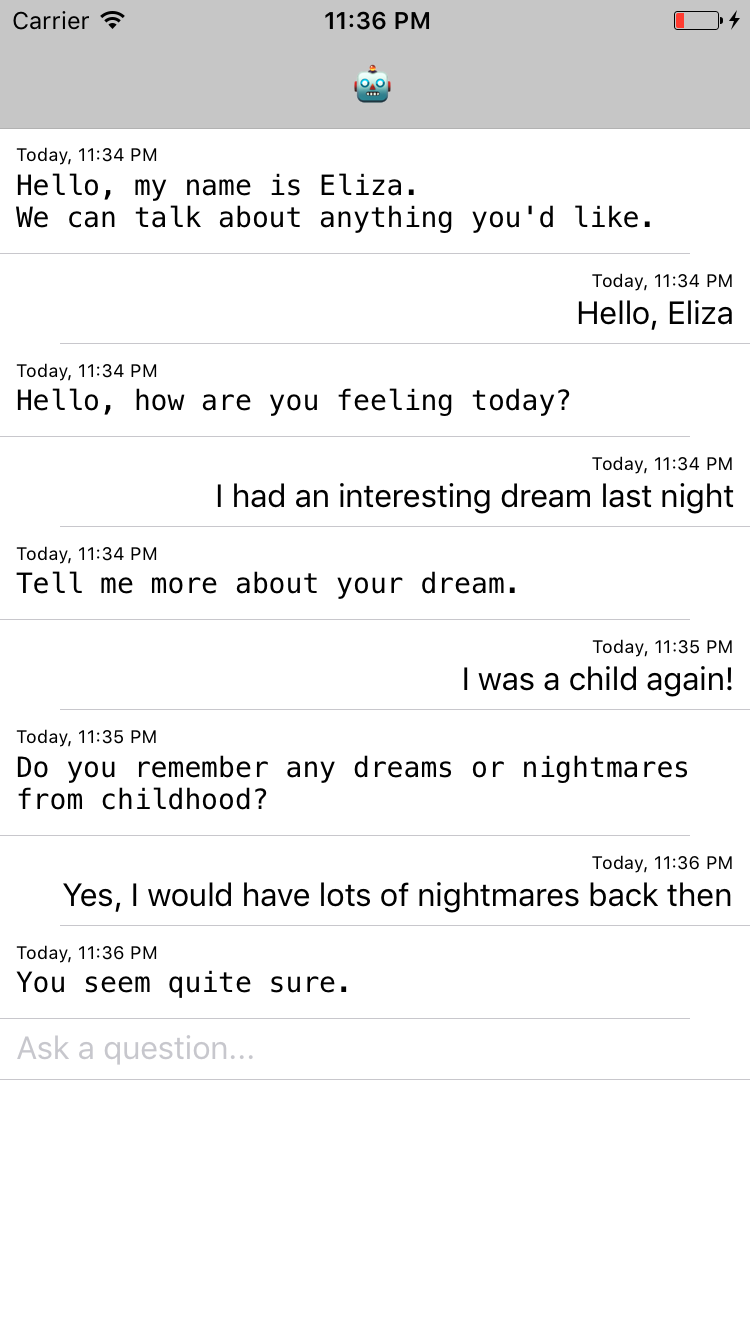 Carrier 11:36 PM
Today, 11:34 PM
Hello, my name is Eliza.
We can talk about anything you'd like.
Today, 11:34 PM
Hello, Eliza
Today, 11:34 PM
Hello, how are you feeling today?
Today, 11:34 PM
I had an interesting dream last night
Today, 11:34 PM
Tell me more about your dream.
Today, 11:35 PM
I was a child again!
Today, 11:35 PM
Do you remember any dreams or nightmares
from childhood?
Today, 11:36 PM
Yes, I would have lots of nightmares back then
Today, 11:36 PM
You seem quite sure.
Ask a question...